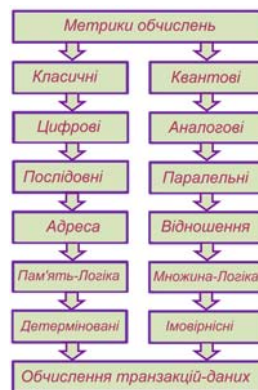 Метрики обчислень
Класичні
Квантові
Цифрові
Аналогові
Послідовні
Паралельні
Адреса
Відношення
Пам'ять-Логіка
Множина-Логіка
Детерміновані
Імовірнісні
Обчислення транзакцій-даних